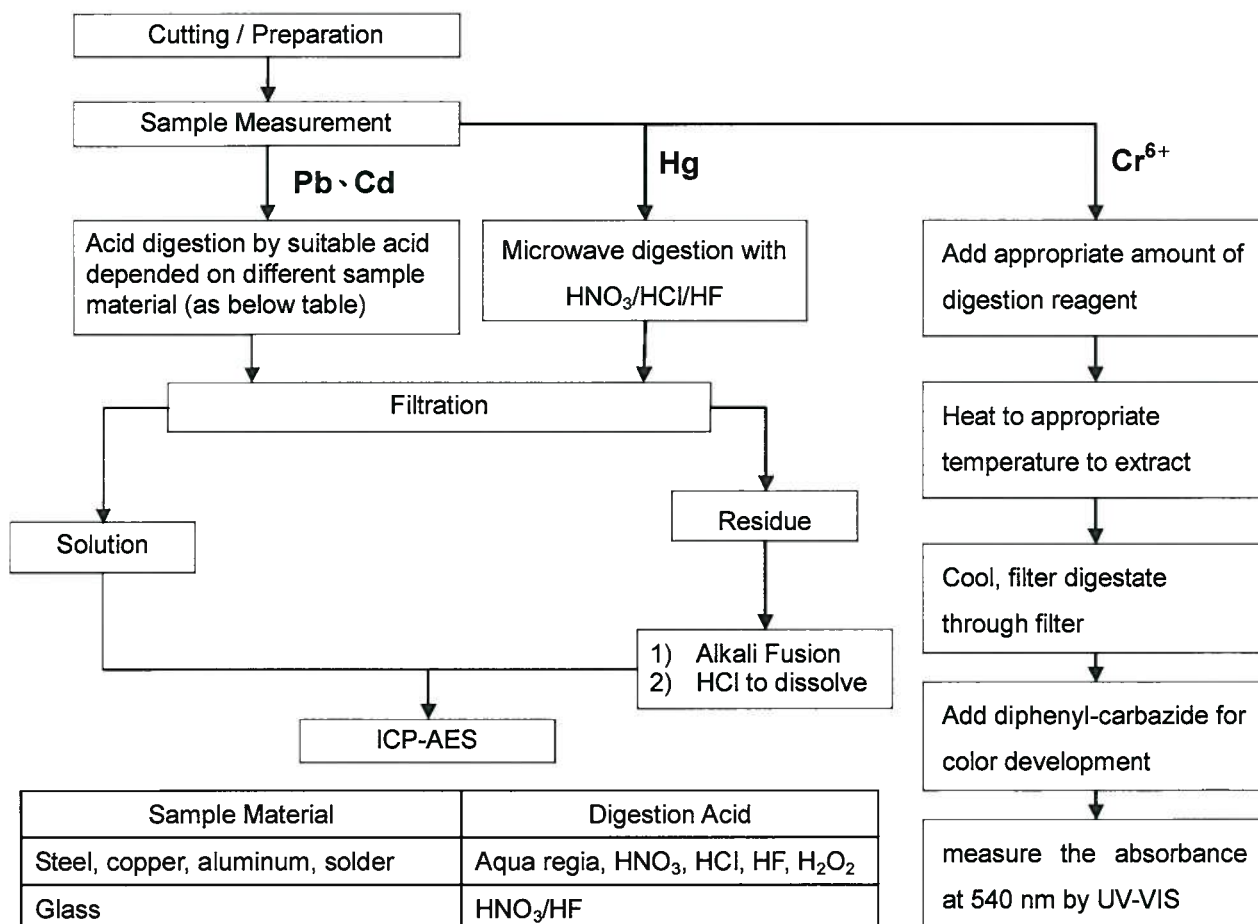 Cutting / Preparation
Sample Measurement
Pb、Cd
Hg
Cr⁶⁺
Acid digestion by suitable acid
depended on different sample
material (as below table)
Microwave digestion with
HNO₃/HCl/HF
Add appropriate amount of
digestion reagent
Filtration
Heat to appropriate
temperature to extract
Solution
Residue
Cool, filter digestate
through filter
1) Alkali Fusion
2) HCl to dissolve
ICP-AES
Add diphenyl-carbazide for
color development
Sample Material Digestion Acid
Steel, copper, aluminum, solder Aqua regia, HNO₃, HCl, HF, H₂O₂
Glass HNO₃/HF
measure the absorbance
at 540 nm by UV-VIS